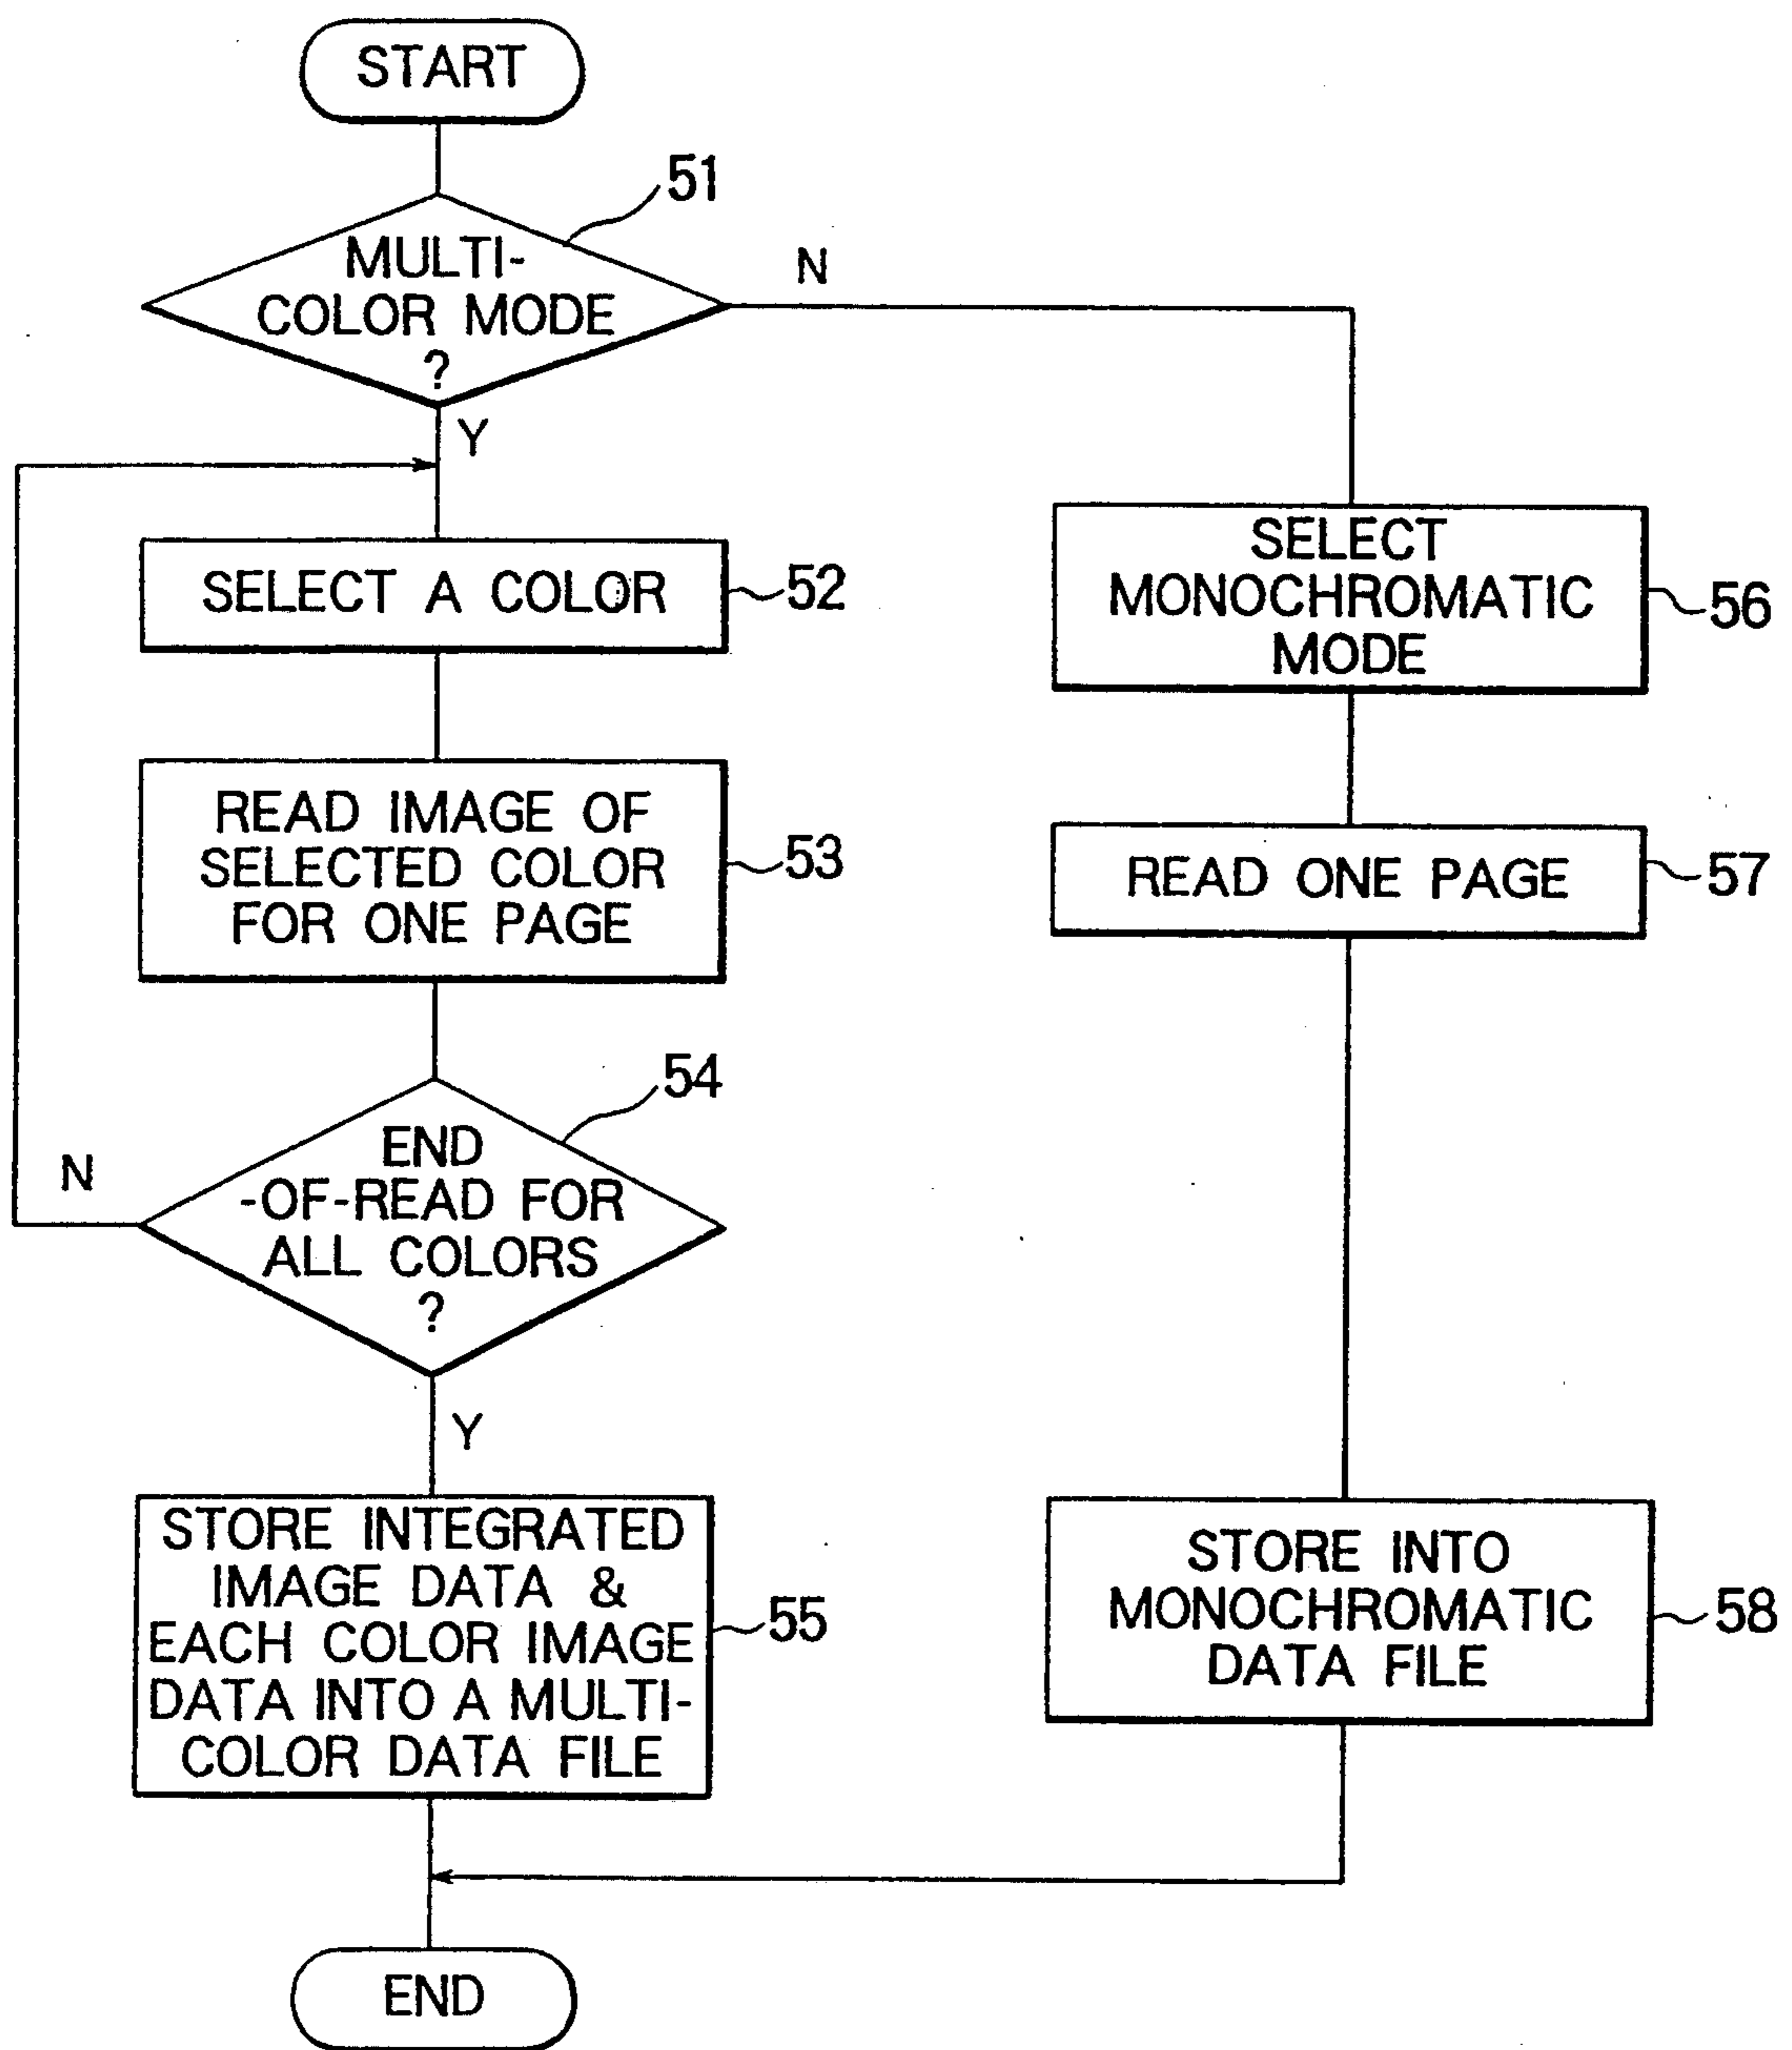 START
51
MULTI-
COLOR MODE
?
N
Y
SELECT A COLOR
52
READ IMAGE OF
SELECTED COLOR
FOR ONE PAGE
53
54
END
-OF-READ FOR
ALL COLORS
?
N
Y
STORE INTEGRATED
IMAGE DATA &
EACH COLOR IMAGE
DATA INTO A MULTI-
COLOR DATA FILE
55
SELECT
MONOCHROMATIC
MODE
56
READ ONE PAGE
57
STORE INTO
MONOCHROMATIC
DATA FILE
58
END